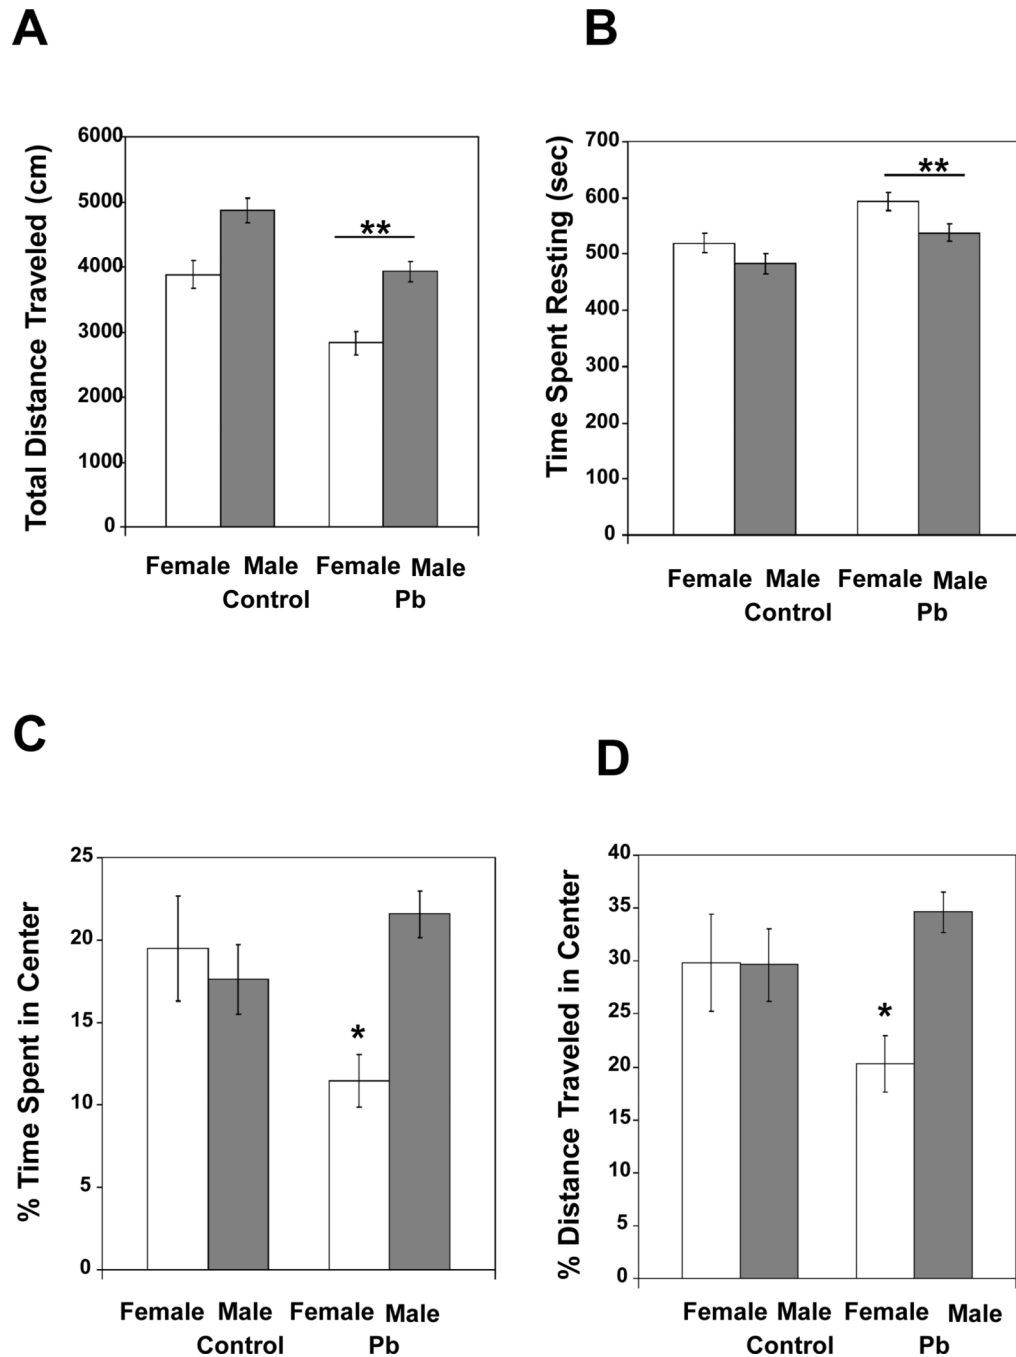 A
Total Distance Traveled (cm)
6000
5000
4000
3000
2000
1000
0
**
Female Male Female Male
Control Pb
B
Time Spent Resting (sec)
700
600
500
400
300
200
100
0
**
Female Male Female Male
Control Pb
C
% Time Spent in Center
25
20
15
10
5
0
*
Female Male Female Male
Control Pb
D
% Distance Traveled in Center
40
35
30
25
20
15
10
5
0
*
Female Male Female Male
Control Pb